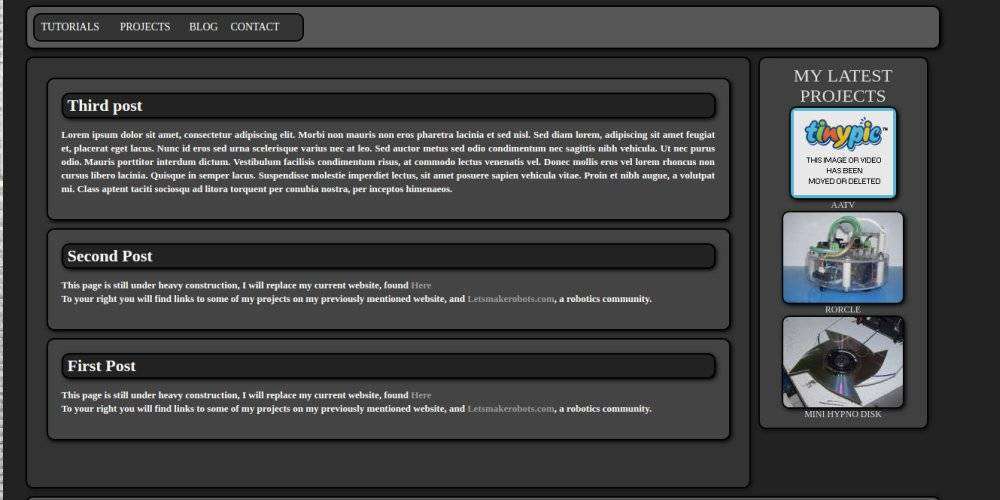 TUTORIALS PROJECTS BLOG CONTACT
Third post
Lorem ipsum dolor sit amet, consectetur adipiscing elit. Morbi non mauris non eros pharetra lacinia et sed nisl. Sed diam lorem, adipiscing sit amet feugiat
et, placerat eget lacus. Nunc id eros sed urna scelerisque varius nec at leo. Sed auctor metus sed odio condimentum nec sagittis nibh vehicula. Ut nec purus
odio. Mauris porttitor interdum dictum. Vestibulum facilisis condimentum risus, at commodo lectus venenatis vel. Donec mollis eros vel lorem rhoncus non
cursus libero lacinia. Quisque in semper lacus. Suspendisse molestie imperdiet lectus, sit amet posuere sapien vehicula vitae. Proin et nibh augue, a volutpat
mi. Class aptent taciti sociosqu ad litora torquent per conubia nostra, per inceptos himenaeos.
Second Post
This page is still under heavy construction, I will replace my current website, found Here
To your right you will find links to some of my projects on my previously mentioned website, and Letsmakerobots.com, a robotics community.
First Post
This page is still under heavy construction, I will replace my current website, found Here
To your right you will find links to some of my projects on my previously mentioned website, and Letsmakerobots.com, a robotics community.
MY LATEST
PROJECTS
tinypic™
THIS IMAGE OR VIDEO
HAS BEEN
MOVED OR DELETED
AATV
RORCLE
MINI HYPNO DISK